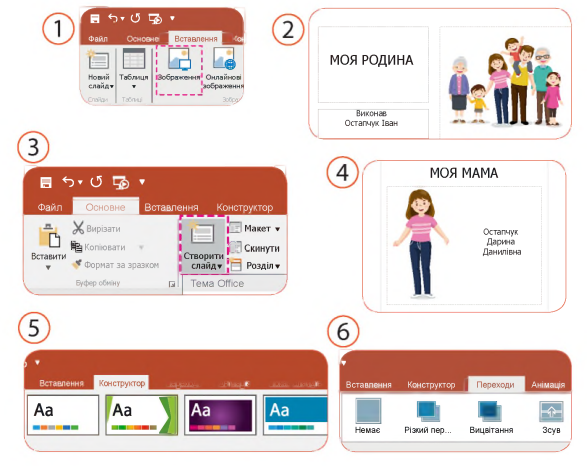 1
Файл Основне Вставлення
Новий слайд
Таблиця
Зображення
Онлайнові зображення
Слайди
Таблиці
2
МОЯ РОДИНА
Виконав
Остапчук Іван
3
Файл Основне Вставлення Конструктор
Вставити
Вирізати
Копіювати
Формат за зразком
Буфер обміну
Створити слайд
Макет
Скинути
Розділ
Тема Office
4
МОЯ МАМА
Остапчук
Дарина
Данилівна
5
Вставлення Конструктор
Aa Aa Aa Aa
6
Вставлення Конструктор Переходи Анімація
Немає Різкий пер... Вицвітання Зсув